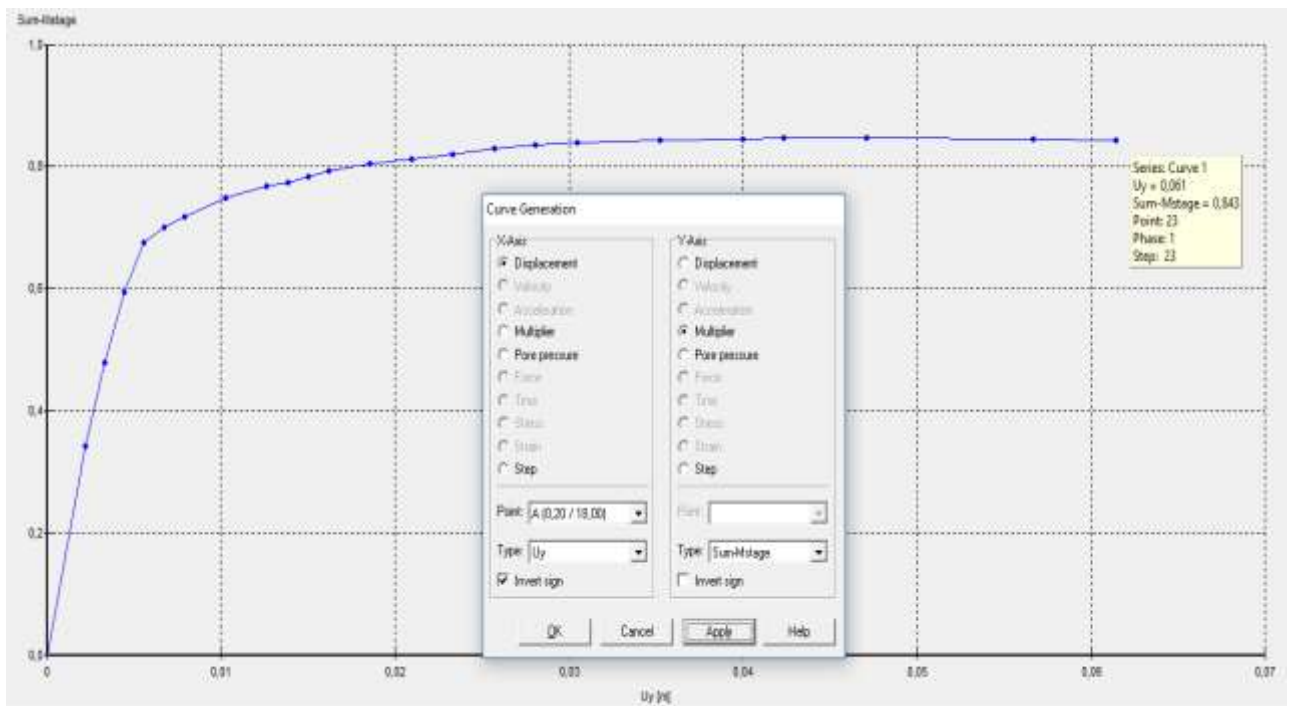 Sum-Mstage
1,0
0,8
0,6
0,4
0,2
0,0
0
0,01
0,02
0,03
0,04
0,05
0,06
0,07
Uy [m]
Series: Curve 1
Uy = 0,061
Sum-Mstage = 0,843
Point: 23
Phase: 1
Step: 23
Curve Generation
X-Axis
Displacement
Velocity
Acceleration
Multiplier
Pore pressure
Force
Time
Stress
Strain
Step
Point: A (0,20 / 18,00)
Type: Uy
Invert sign
Y-Axis
Displacement
Velocity
Acceleration
Multiplier
Pore pressure
Force
Time
Stress
Strain
Step
Point:
Type: Sum-Mstage
Invert sign
OK
Cancel
Apply
Help